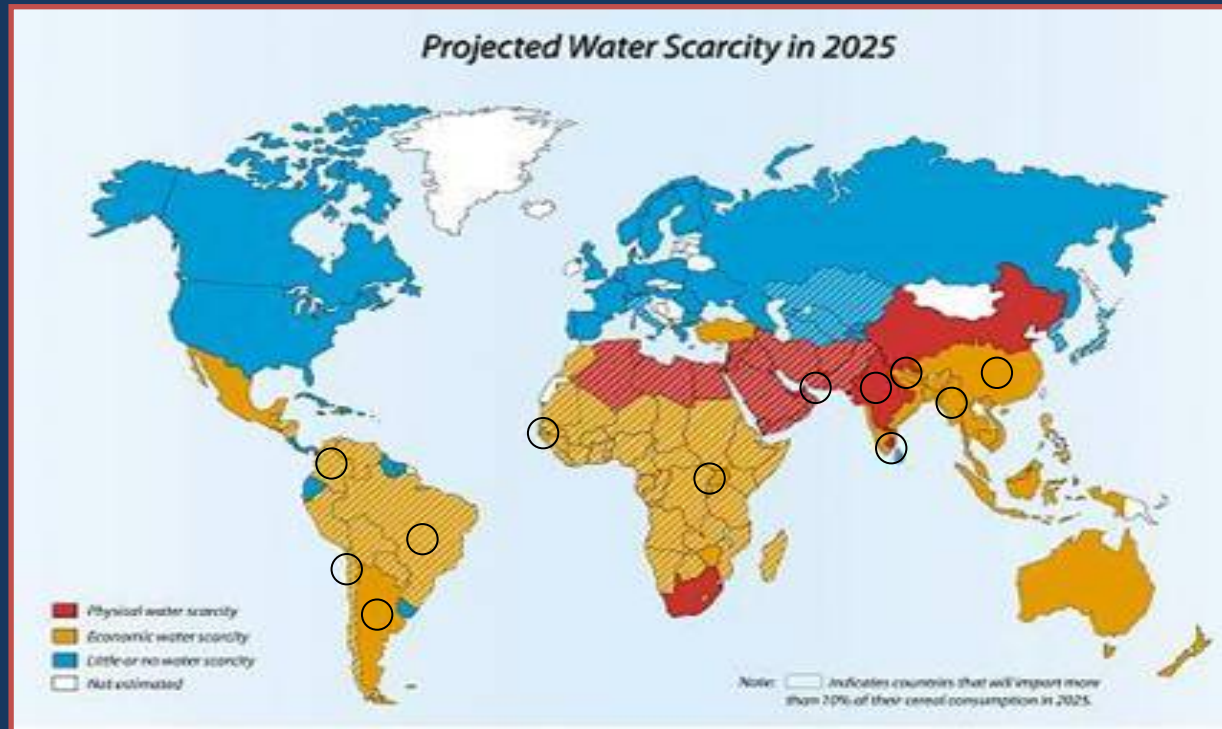 Projected Water Scarcity in 2025
Physical water scarcity
Economic water scarcity
Little or no water scarcity
Not estimated
Note: indicates countries that will import more
than 10% of their cereal consumption in 2025.